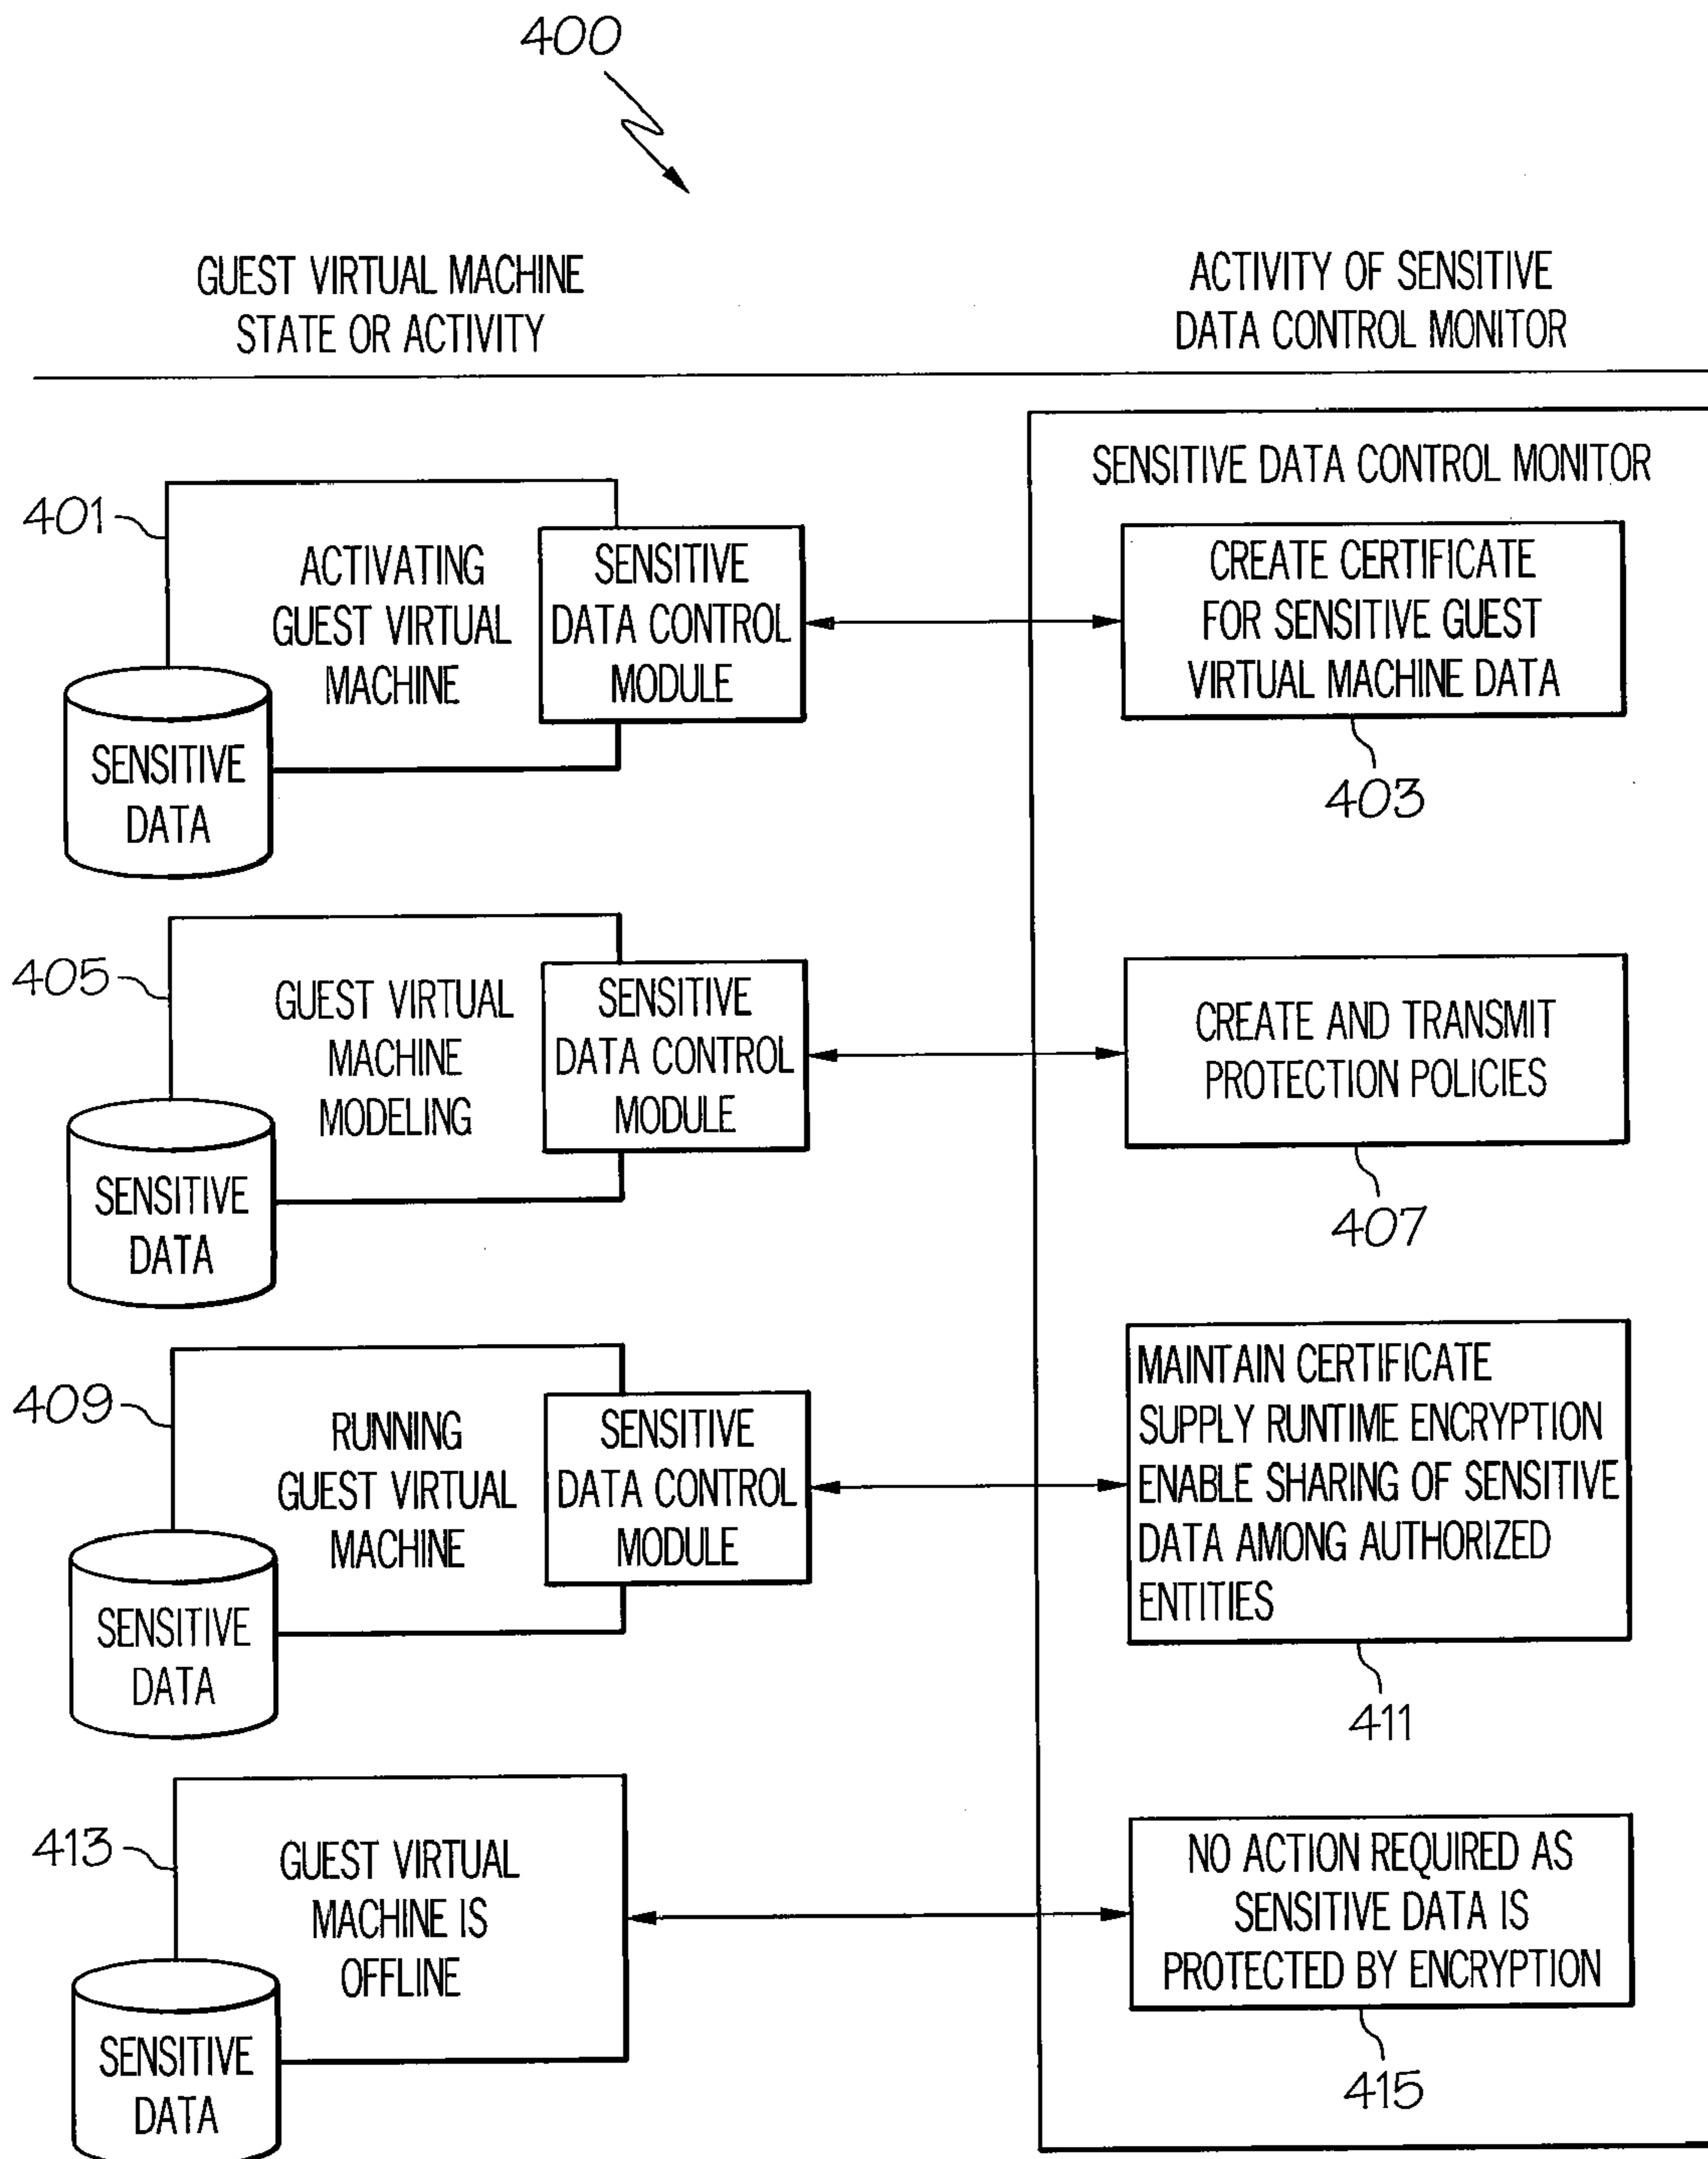 400
GUEST VIRTUAL MACHINE
STATE OR ACTIVITY
ACTIVITY OF SENSITIVE
DATA CONTROL MONITOR
SENSITIVE DATA CONTROL MONITOR
401
ACTIVATING
GUEST VIRTUAL
MACHINE
SENSITIVE
DATA CONTROL
MODULE
SENSITIVE
DATA
CREATE CERTIFICATE
FOR SENSITIVE GUEST
VIRTUAL MACHINE DATA
403
405
GUEST VIRTUAL
MACHINE
MODELING
SENSITIVE
DATA CONTROL
MODULE
SENSITIVE
DATA
CREATE AND TRANSMIT
PROTECTION POLICIES
407
409
RUNNING
GUEST VIRTUAL
MACHINE
SENSITIVE
DATA CONTROL
MODULE
SENSITIVE
DATA
MAINTAIN CERTIFICATE
SUPPLY RUNTIME ENCRYPTION
ENABLE SHARING OF SENSITIVE
DATA AMONG AUTHORIZED
ENTITIES
411
413
GUEST VIRTUAL
MACHINE IS
OFFLINE
SENSITIVE
DATA
NO ACTION REQUIRED AS
SENSITIVE DATA IS
PROTECTED BY ENCRYPTION
415